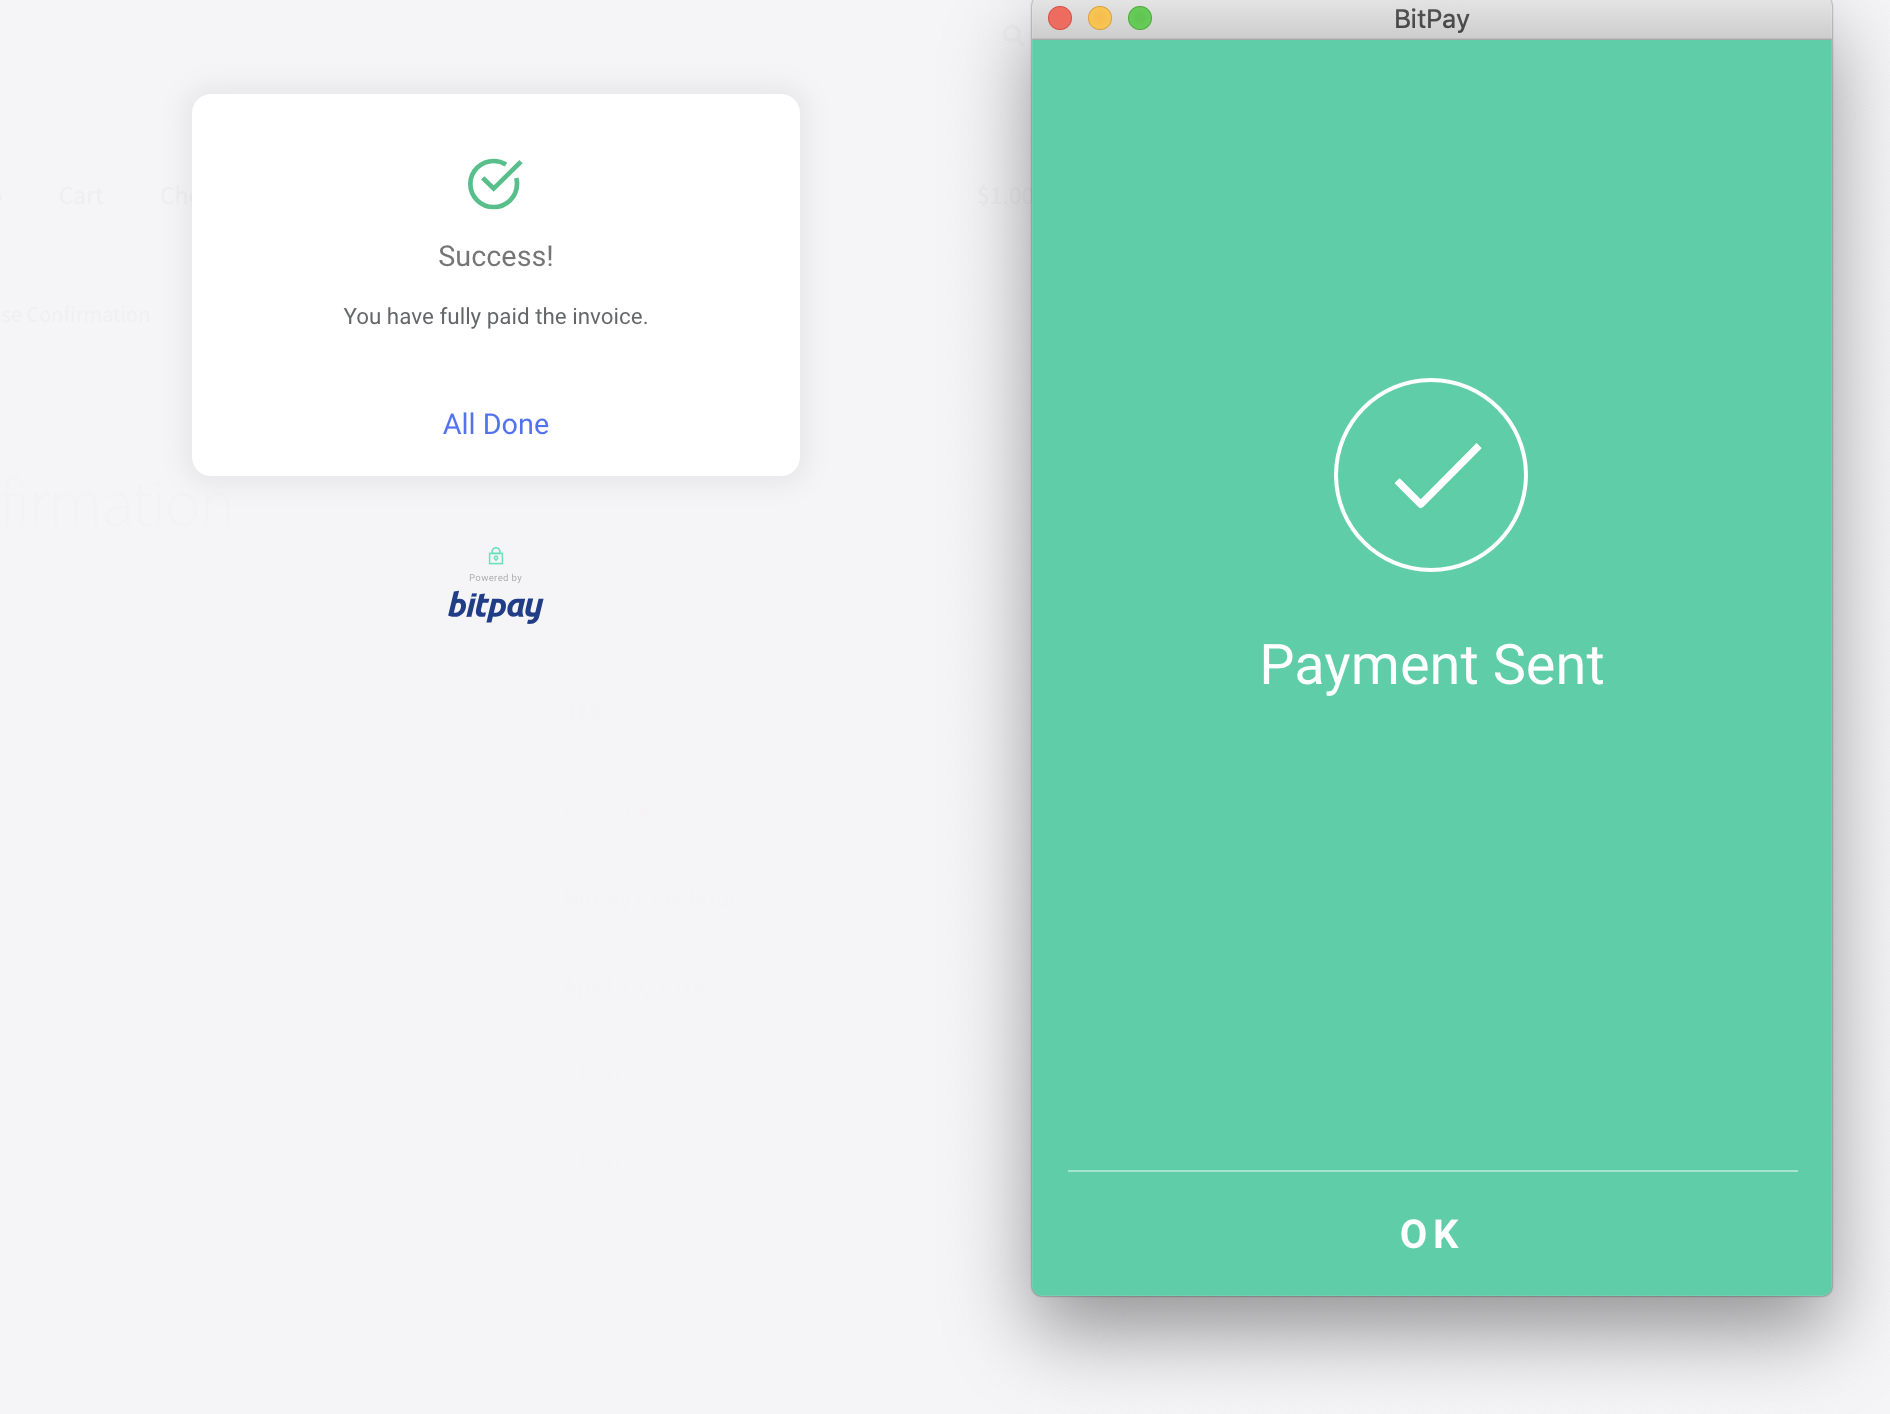 Cart
$1.00
se Confirmation
firmation
Success!
You have fully paid the invoice.
All Done
Powered by
bitpay
BitPay
Payment Sent
OK